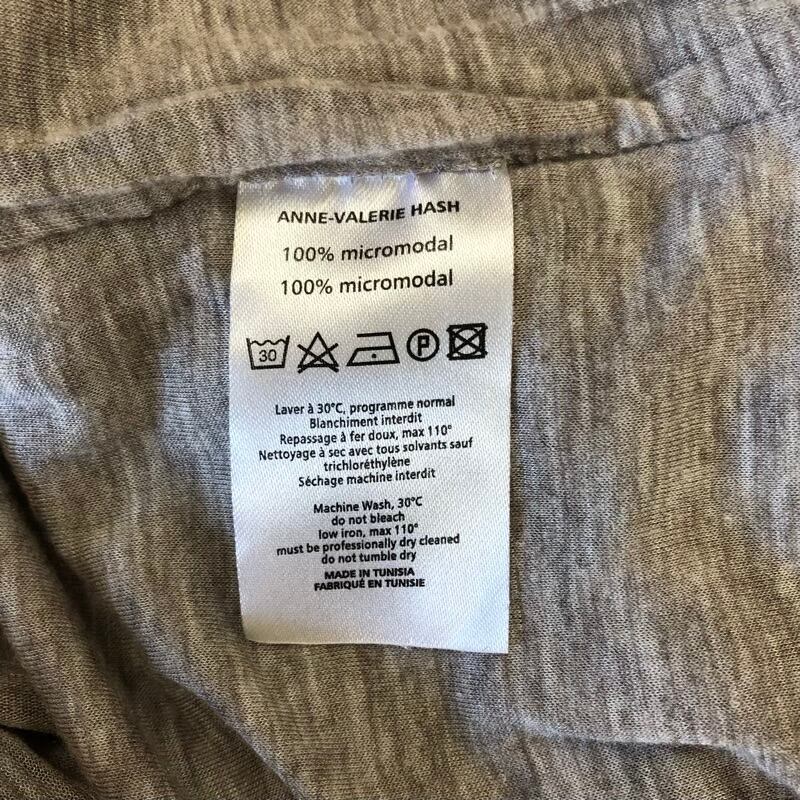 ANNE-VALERIE HASH
100% micromodal
100% micromodal
30 P
Laver à 30°C, programme normal
Blanchiment interdit
Repassage à fer doux, max 110°
Nettoyage à sec avec tous solvants sauf
trichloréthylène
Séchage machine interdit
Machine Wash, 30°C
do not bleach
low iron, max 110°
must be professionally dry cleaned
do not tumble dry
MADE IN TUNISIA
FABRIQUÉ EN TUNISIE